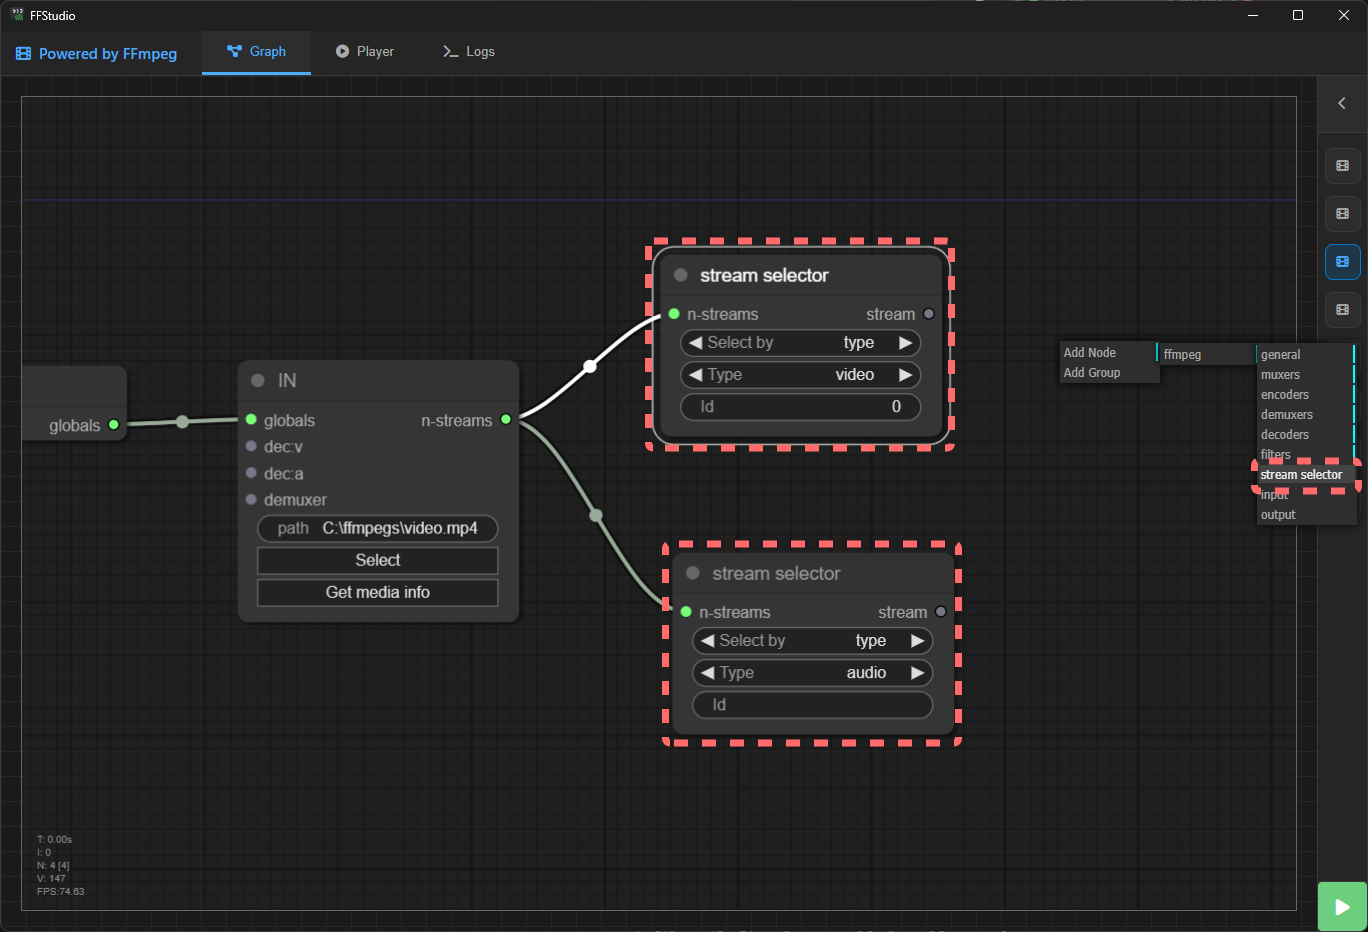 FFStudio
Powered by FFmpeg
Graph
Player
Logs
stream selector
n-streams stream
Select by type
Type video
Id 0
Add Node
Add Group
ffmpeg
general
muxers
encoders
demuxers
decoders
filters
stream selector
input
output
globals
IN
globals n-streams
dec:v
dec:a
demuxer
path C:\ffmpegs\video.mp4
Select
Get media info
stream selector
n-streams stream
Select by type
Type audio
Id
T: 0.00s
I: 0
N: 4 [4]
V: 147
FPS:74.63